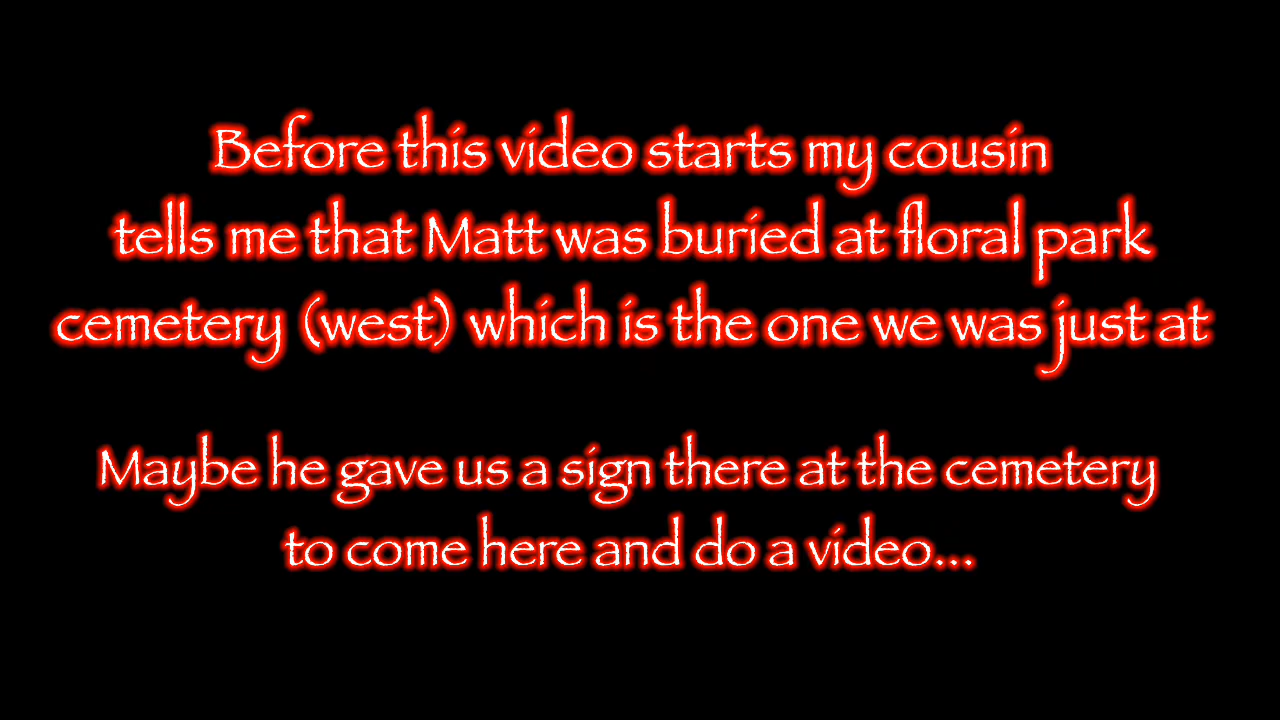 Before this video starts my cousin
tells me that Matt was buried at floral park
cemetery (west) which is the one we was just at
Maybe he gave us a sign there at the cemetery
to come here and do a video...